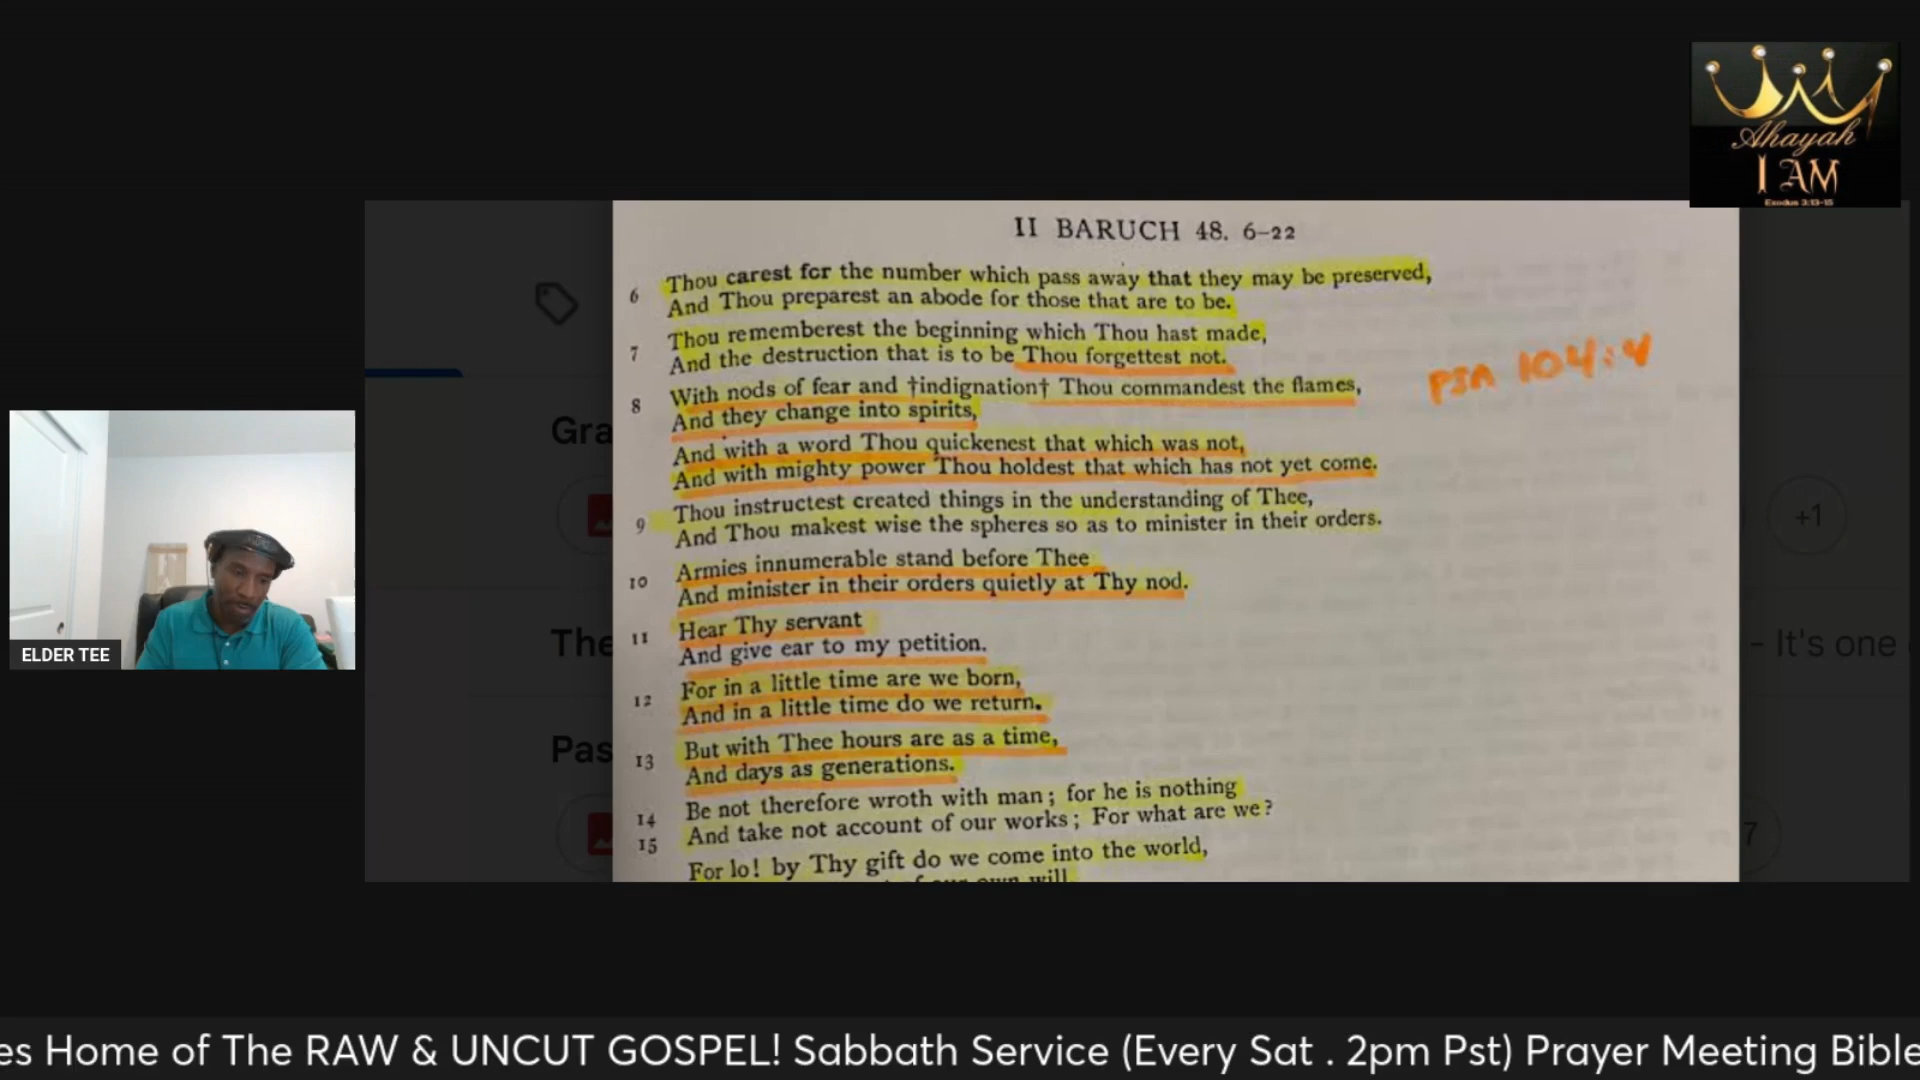 Ahayah
I AM
Exodus 3:13-15
II BARUCH 48. 6–22
6 Thou carest for the number which pass away that they may be preserved,
And Thou preparest an abode for those that are to be.
7 Thou rememberest the beginning which Thou hast made,
And the destruction that is to be Thou forgettest not.
8 With nods of fear and †indignation† Thou commandest the flames,
And they change into spirits,
And with a word Thou quickenest that which was not,
And with mighty power Thou holdest that which has not yet come.
9 Thou instructest created things in the understanding of Thee,
And Thou makest wise the spheres so as to minister in their orders.
10 Armies innumerable stand before Thee
And minister in their orders quietly at Thy nod.
11 Hear Thy servant
And give ear to my petition.
12 For in a little time are we born,
And in a little time do we return.
13 But with Thee hours are as a time,
And days as generations.
14 Be not therefore wroth with man; for he is nothing
15 And take not account of our works; For what are we?
For lo! by Thy gift do we come into the world,
own will
PSA 104:4
Gra
The
Pas
+1
- It's one
7
ELDER TEE
es Home of The RAW & UNCUT GOSPEL! Sabbath Service (Every Sat . 2pm Pst) Prayer Meeting Bible